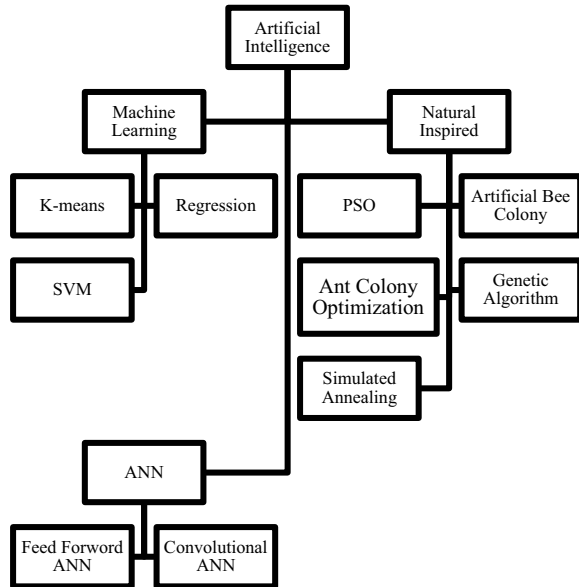 Artificial
Intelligence
Machine
Learning
Natural
Inspired
K-means
Regression
PSO
Artificial Bee
Colony
SVM
Ant Colony
Optimization
Genetic
Algorithm
Simulated
Annealing
ANN
Feed Forword
ANN
Convolutional
ANN